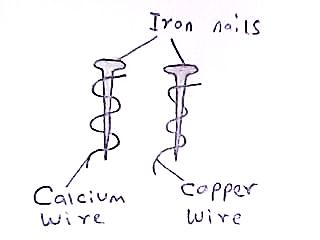 Iron nails
Calcium
wire
copper
wire